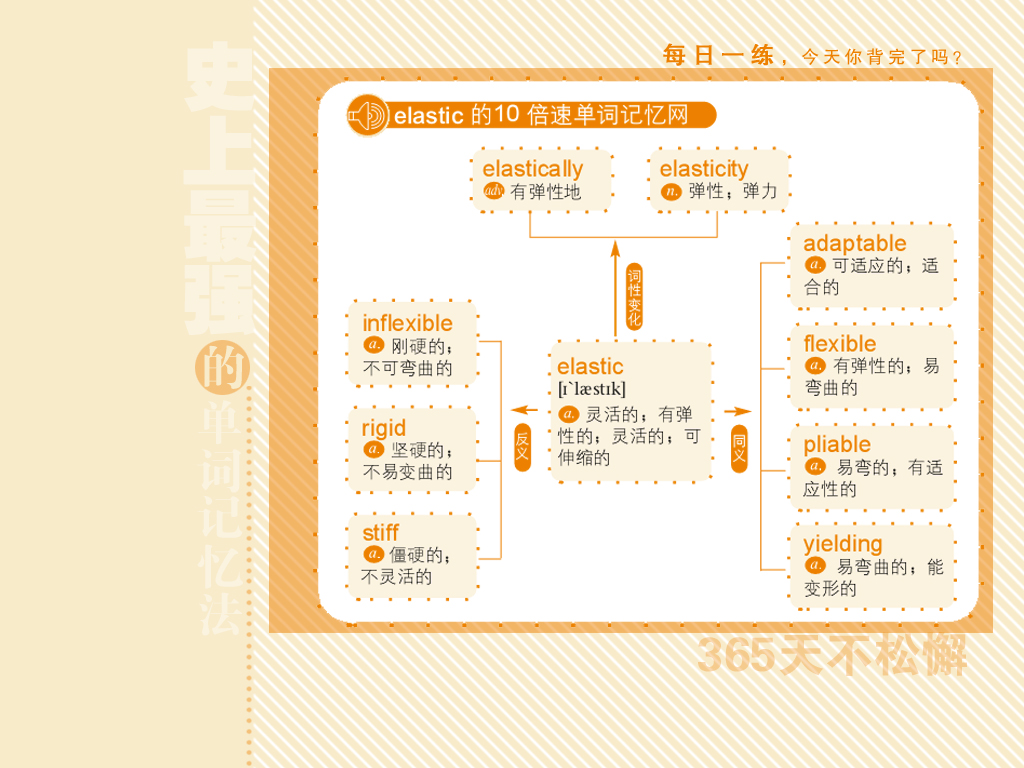 每日一练，今天你背完了吗?
史上最强的单词记忆法
elastic 的10 倍速单词记忆网
elastically
adv. 有弹性地
elasticity
n. 弹性；弹力
词性变化
inflexible
a. 刚硬的；
不可弯曲的
rigid
a. 坚硬的；
不易变曲的
stiff
a. 僵硬的；
不灵活的
反义
elastic
[ɪ`læstɪk]
a. 灵活的；有弹
性的；灵活的；可
伸缩的
同义
adaptable
a. 可适应的；适
合的
flexible
a. 有弹性的；易
弯曲的
pliable
a. 易弯的；有适
应性的
yielding
a. 易弯曲的；能
变形的
365天不松懈